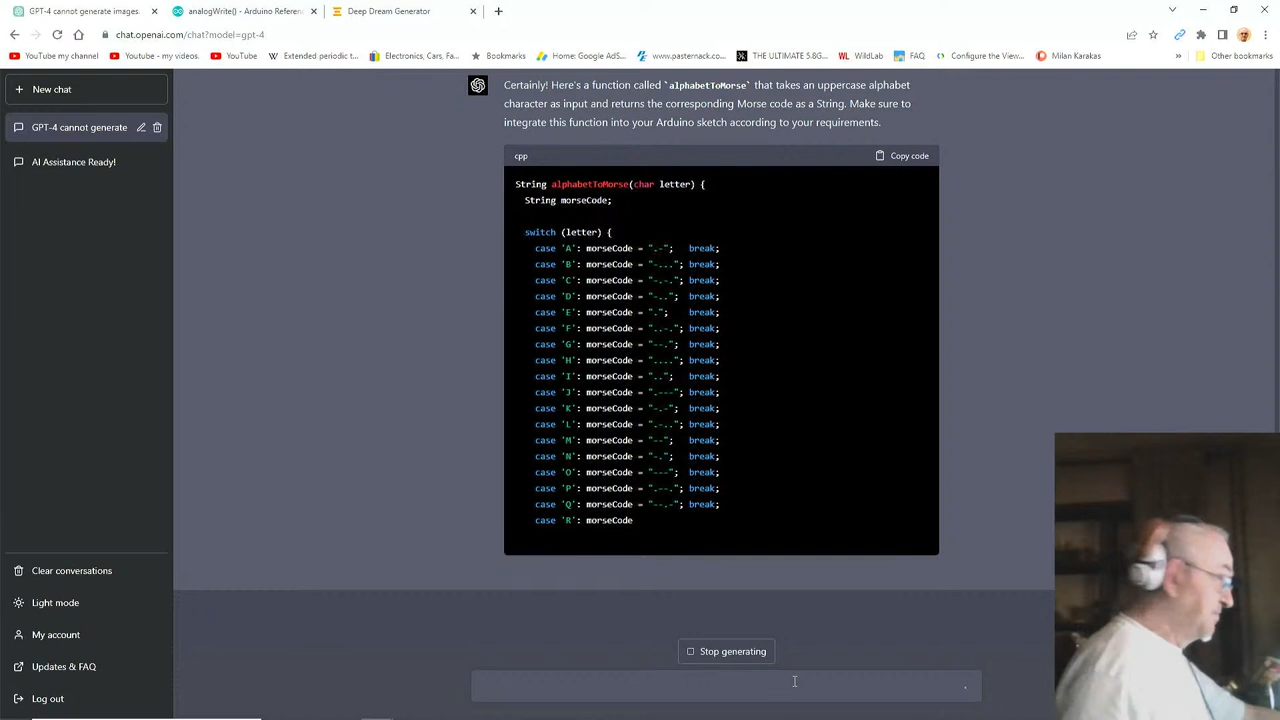 GPT-4 cannot generate images.
analogWrite() - Arduino Referenc
Deep Dream Generator
chat.openai.com/chat?model=gpt-4
YouTube my channel
Youtube - my videos.
YouTube
Extended periodic t...
Electronics, Cars, Fa...
Bookmarks
Home: Google AdS...
www.pasternack.c...
THE ULTIMATE 5.8G...
WL WildLab
FAQ
Configure the View...
Milan Karakas
»
Other bookmarks
+ New chat
GPT-4 cannot generate
AI Assistance Ready!
Clear conversations
Light mode
My account
Updates & FAQ
Log out
Certainly! Here's a function called `alphabetToMorse` that takes an uppercase alphabet
character as input and returns the corresponding Morse code as a String. Make sure to
integrate this function into your Arduino sketch according to your requirements.
cpp
Copy code
String alphabetToMorse(char letter) {
String morseCode;
switch (letter) {
case 'A': morseCode = ".-"; break;
case 'B': morseCode = "-..."; break;
case 'C': morseCode = "-.-."; break;
case 'D': morseCode = "-.."; break;
case 'E': morseCode = "."; break;
case 'F': morseCode = "..-."; break;
case 'G': morseCode = "--."; break;
case 'H': morseCode = "...."; break;
case 'I': morseCode = ".."; break;
case 'J': morseCode = ".---"; break;
case 'K': morseCode = "-.-"; break;
case 'L': morseCode = ".-.."; break;
case 'M': morseCode = "--"; break;
case 'N': morseCode = "-."; break;
case 'O': morseCode = "---"; break;
case 'P': morseCode = ".--."; break;
case 'Q': morseCode = "--.-"; break;
case 'R': morseCode
Stop generating